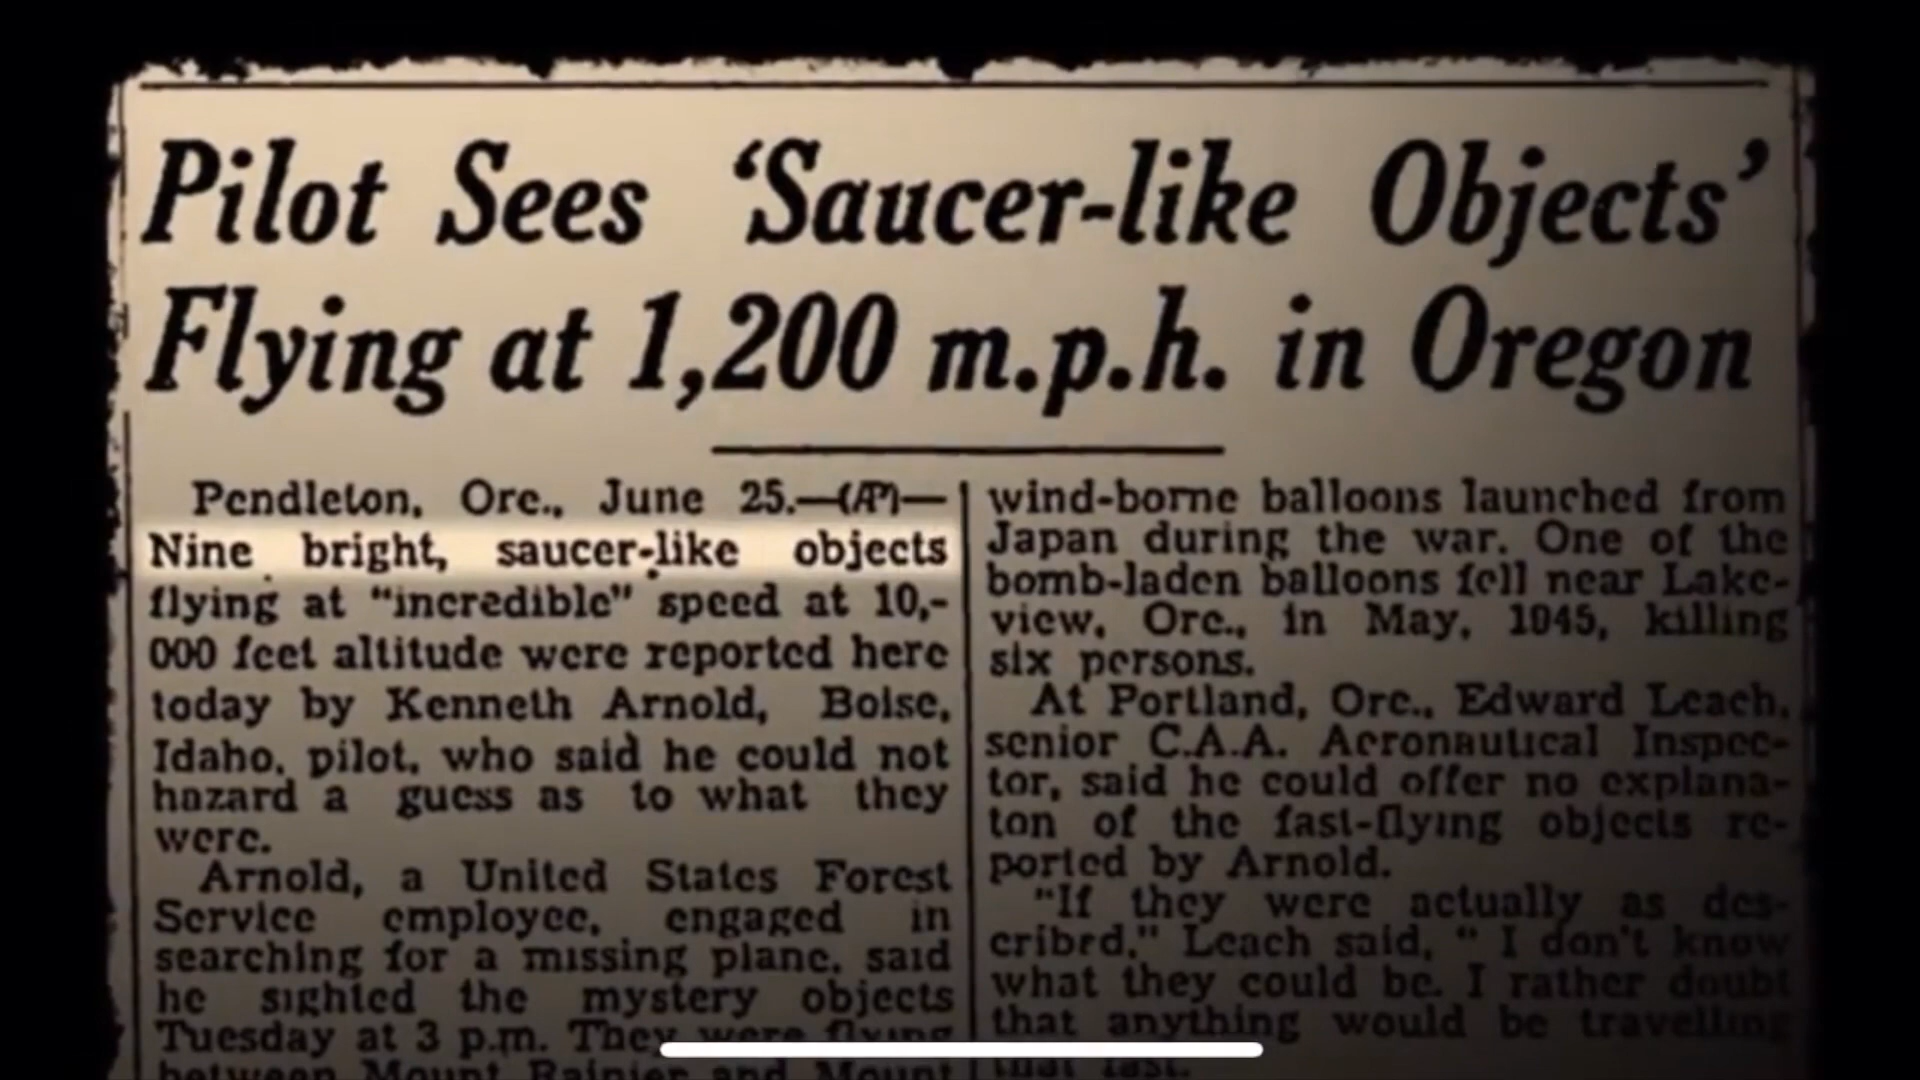 Pilot Sees ‘Saucer-like Objects’
Flying at 1,200 m.p.h. in Oregon
Pendleton, Ore., June 25.—(AP)—
Nine bright, saucer-like objects
flying at “incredible” speed at 10,-
000 feet altitude were reported here
today by Kenneth Arnold, Boise,
Idaho, pilot, who said he could not
hazard a guess as to what they
were.
Arnold, a United States Forest
Service employee, engaged in
searching for a missing plane, said
he sighted the mystery objects
Tuesday at 3 p.m. They were flying
between Mount Rainier and Mount
wind-borne balloons launched from
Japan during the war. One of the
bomb-laden balloons fell near Lake-
view, Ore., in May, 1945, killing
six persons.
At Portland, Ore., Edward Leach,
senior C.A.A. Aeronautical Inspec-
tor, said he could offer no explana-
ton of the fast-flying objects re-
ported by Arnold.
“If they were actually as des-
cribed,” Leach said, “ I don't know
what they could be. I rather doubt
that anything would be travelling
that fast.